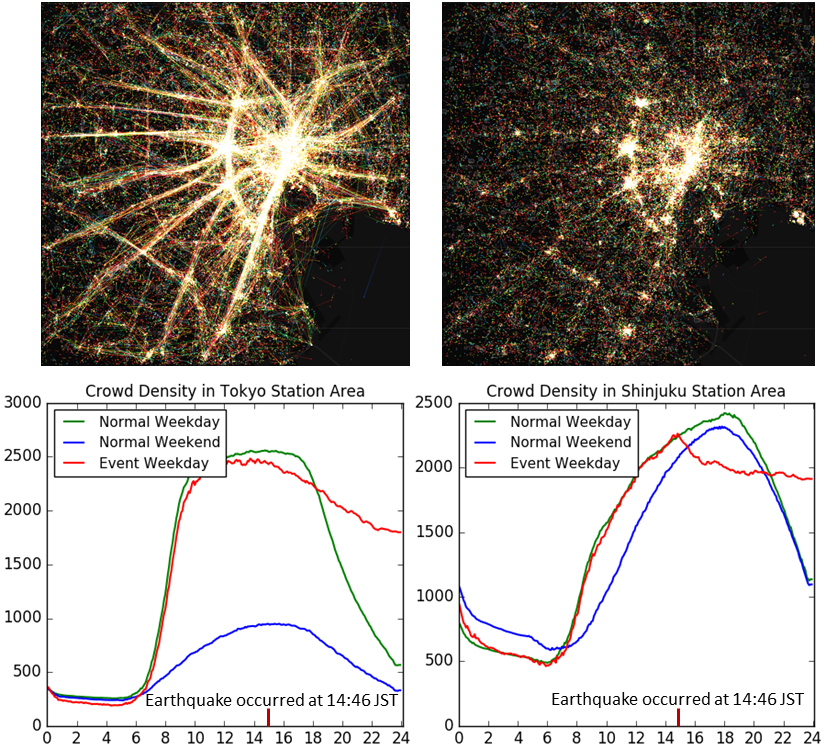 Crowd Density in Tokyo Station Area
3000
2500
2000
1500
1000
500
0
Normal Weekday
Normal Weekend
Event Weekday
Earthquake occurred at 14:46 JST
0 2 4 6 8 10 12 14 16 18 20 22 24
Crowd Density in Shinjuku Station Area
2500
2000
1500
1000
500
0
Normal Weekday
Normal Weekend
Event Weekday
Earthquake occurred at 14:46 JST
0 2 4 6 8 10 12 14 16 18 20 22 24